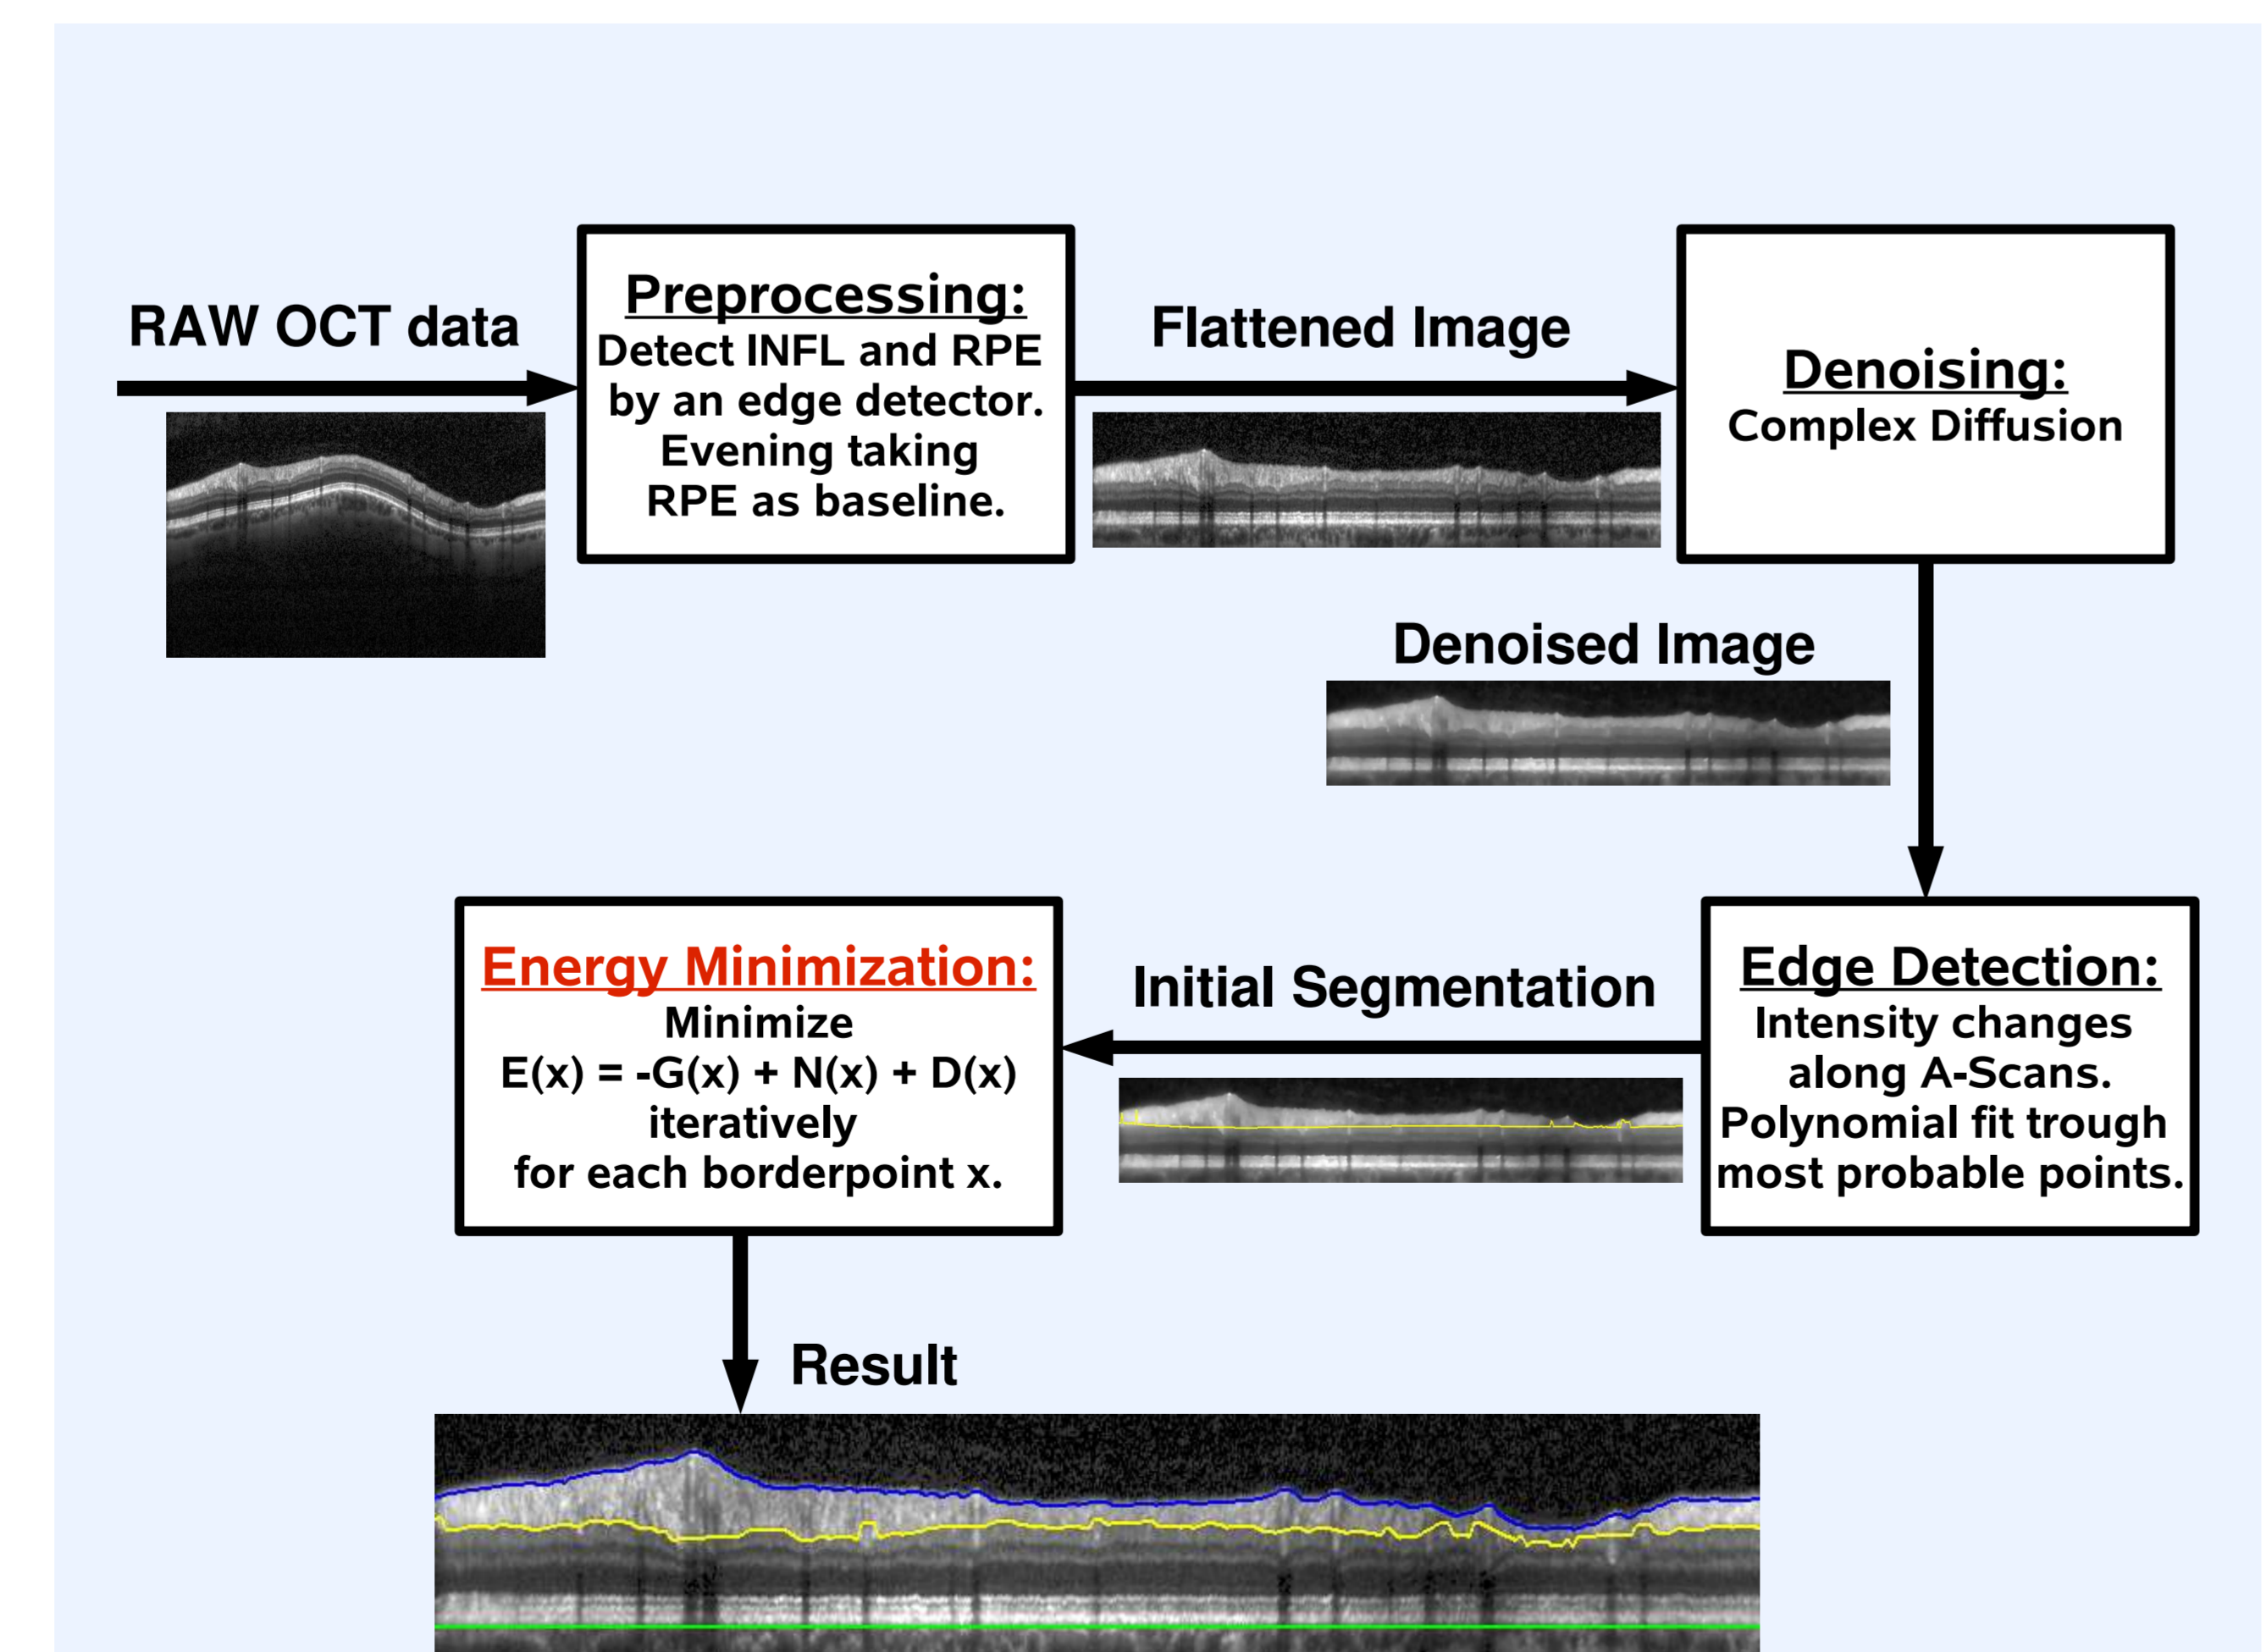 RAW OCT data
Preprocessing:
Detect INFL and RPE
by an edge detector.
Evening taking
RPE as baseline.
Flattened Image
Denoising:
Complex Diffusion
Denoised Image
Edge Detection:
Intensity changes
along A-Scans.
Polynomial fit trough
most probable points.
Initial Segmentation
Energy Minimization:
Minimize
E(x) = -G(x) + N(x) + D(x)
iteratively
for each borderpoint x.
Result